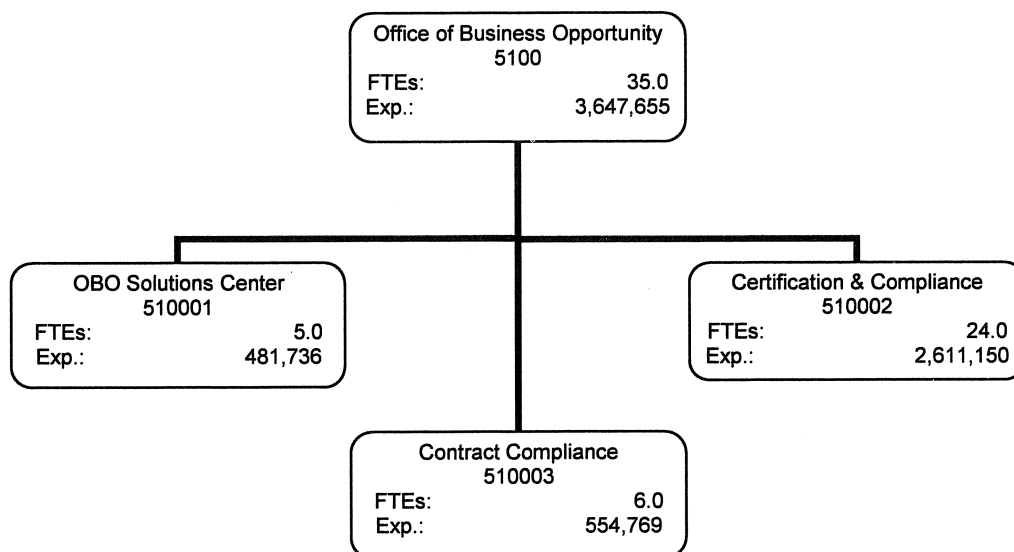 Office of Business Opportunity
5100
FTEs: 35.0
Exp.: 3,647,655
OBO Solutions Center
510001
FTEs: 5.0
Exp.: 481,736
Certification & Compliance
510002
FTEs: 24.0
Exp.: 2,611,150
Contract Compliance
510003
FTEs: 6.0
Exp.: 554,769